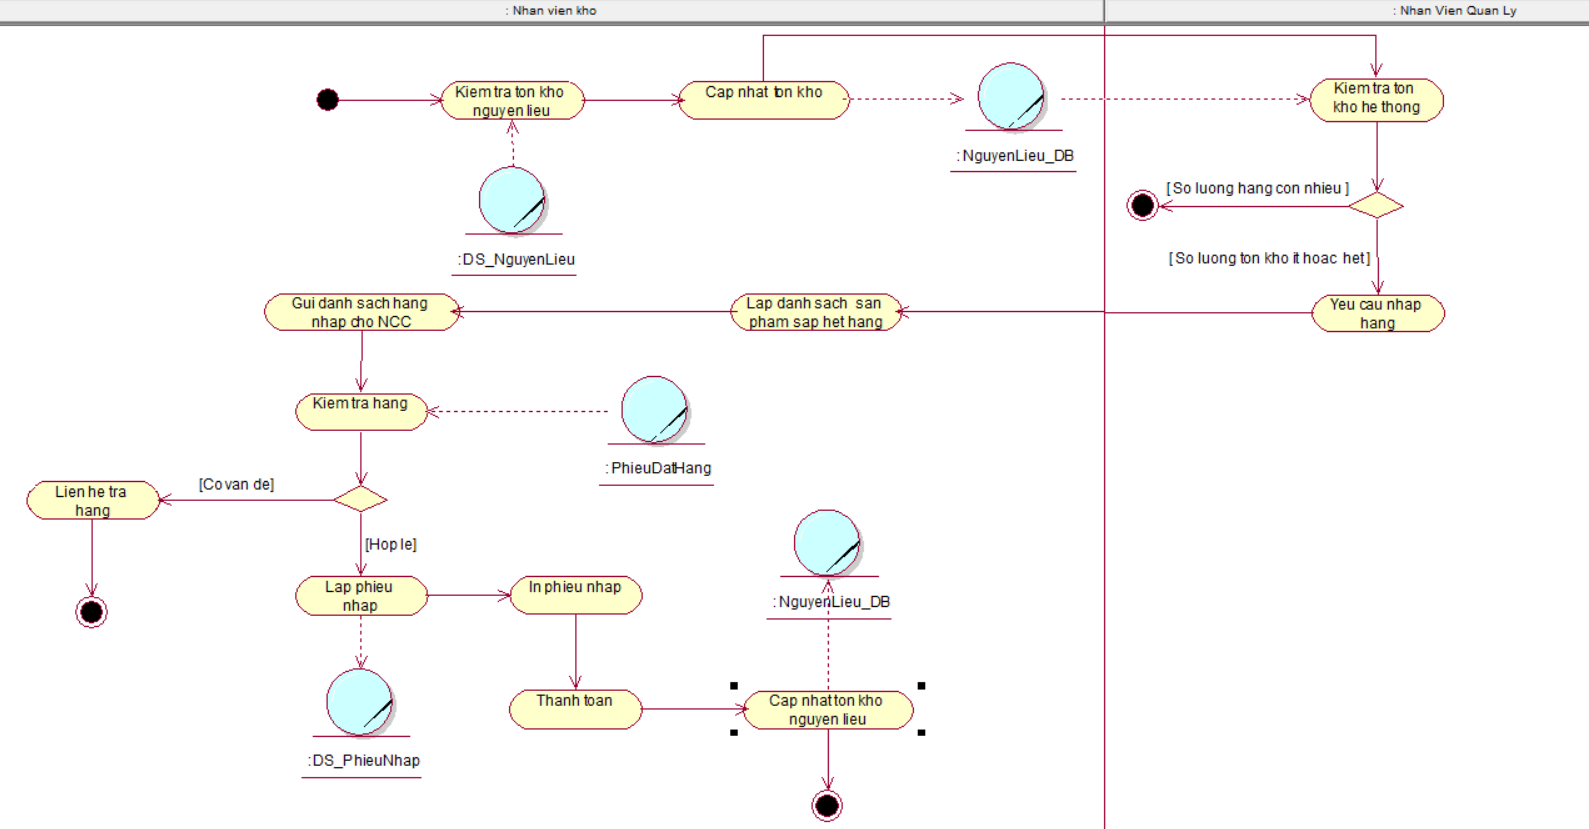 : Nhan vien kho
: Nhan Vien Quan Ly
Kiem tra ton kho
nguyen lieu
Cap nhat ton kho
: NguyenLieu_DB
Kiem tra ton
kho he thong
:DS_NguyenLieu
[ So luong hang con nhieu ]
[ So luong ton kho it hoac het]
Gui danh sach hang
nhap cho NCC
Lap danh sach san
pham sap het hang
Yeu cau nhap
hang
Kiem tra hang
: PhieuDatHang
Lien he tra
hang
[Co van de]
[Hop le]
Lap phieu
nhap
In phieu nhap
: NguyenLieu_DB
Thanh toan
Cap nhat ton kho
nguyen lieu
:DS_PhieuNhap